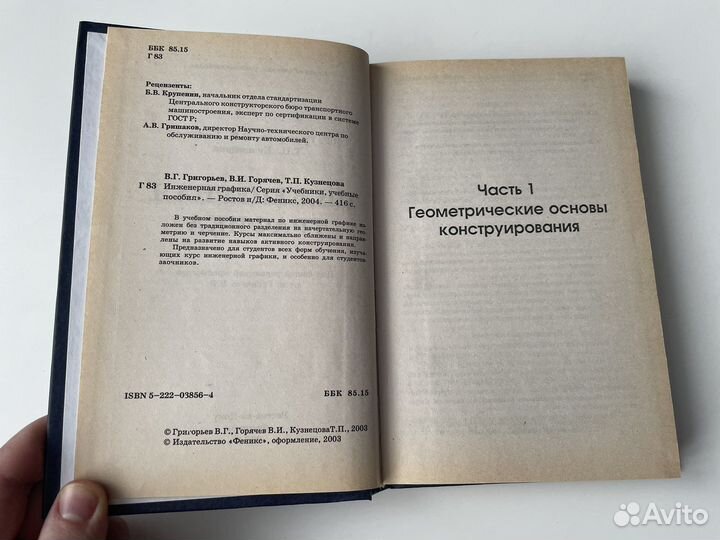 ББК 85.15
Г 83
Рецензенты:
Б.В. Крупенин, начальник отдела стандартизации
Центрального конструкторского бюро транспортного
машиностроения, эксперт по сертификации в системе
ГОСТ Р;
А.В. Гришаков, директор Научно-технического центра по
обслуживанию и ремонту автомобилей.
В.Г. Григорьев, В.И. Горячев, Т.П. Кузнецова
Г 83 Инженерная графика/ Серия «Учебники, учебные
пособия». — Ростов н/Д: Феникс, 2004. — 416 с.
В учебном пособии материал по инженерной графике из-
ложен без традиционного разделения на начертательную гео-
метрию и черчение. Курсы максимально сближены и направ-
лены на развитие навыков активного конструирования.
Предназначено для студентов всех форм обучения, изуча-
ющих курс инженерной графики, и особенно для студентов-
заочников.
ISBN 5-222-03856-4 ББК 85.15
© Григорьев В.Г., Горячев В.И., Кузнецова Т.П., 2003
© Издательство «Феникс», оформление, 2003
Часть 1
Геометрические основы
конструирования
Avito